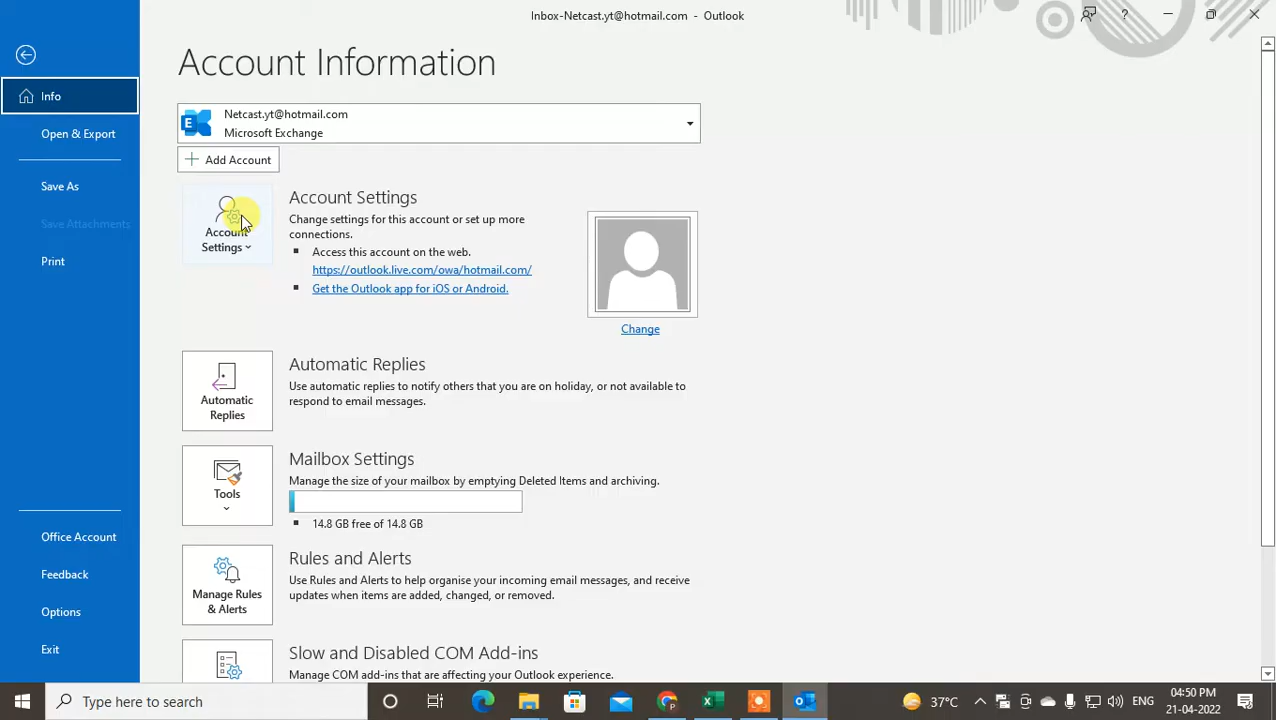 Inbox-Netcast.yt@hotmail.com - Outlook
?
Account Information
Info
Open & Export
Save As
Save Attachments
Print
Office Account
Feedback
Options
Exit
E
Netcast.yt@hotmail.com
Microsoft Exchange
Add Account
Account
Settings
Account Settings
Change settings for this account or set up more
connections.
Access this account on the web.
https://outlook.live.com/owa/hotmail.com/
Get the Outlook app for iOS or Android.
Change
Automatic
Replies
Automatic Replies
Use automatic replies to notify others that you are on holiday, or not available to
respond to email messages.
Tools
Mailbox Settings
Manage the size of your mailbox by emptying Deleted Items and archiving.
14.8 GB free of 14.8 GB
Manage Rules
& Alerts
Rules and Alerts
Use Rules and Alerts to help organise your incoming email messages, and receive
updates when items are added, changed, or removed.
Slow and Disabled COM Add-ins
Manage COM add-ins that are affecting your Outlook experience.
Type here to search
37°C
ENG
04:50 PM
21-04-2022